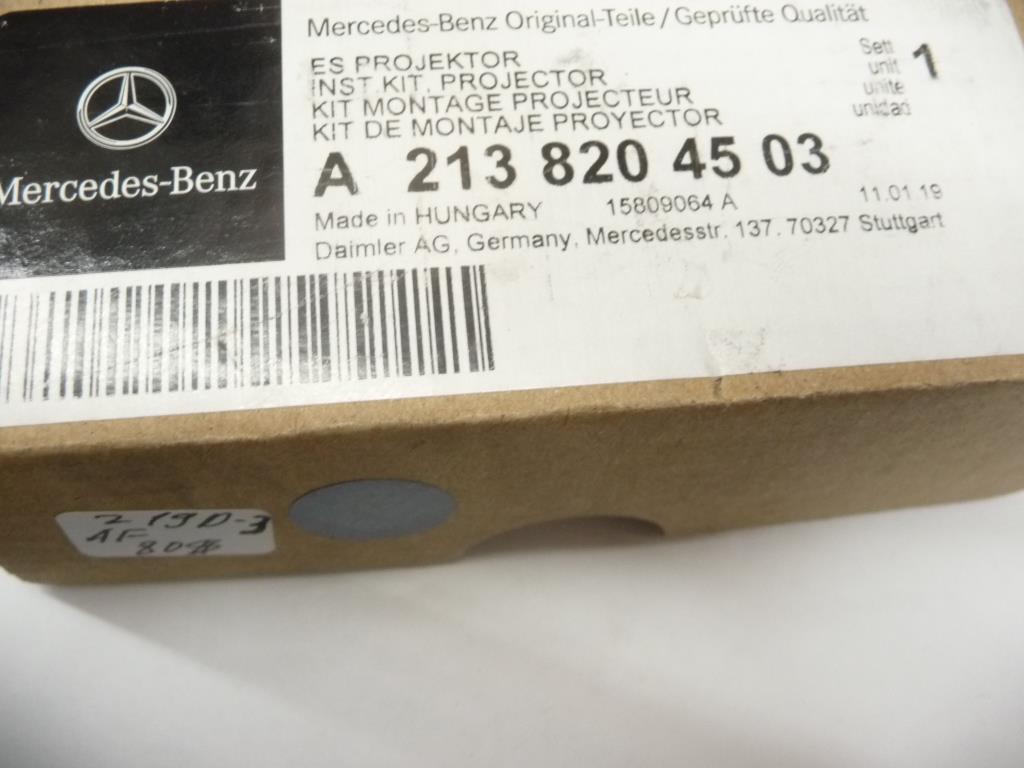 Mercedes-Benz Original-Teile / Geprüfte Qualität
ES PROJEKTOR
INST.KIT, PROJECTOR
KIT MONTAGE PROJECTEUR
KIT DE MONTAJE PROYECTOR
Sett
unit
unite
unidad
1
Mercedes-Benz
A 213 820 45 03
Made in HUNGARY 15809064 A 11.01.19
Daimler AG, Germany, Mercedesstr. 137, 70327 Stuttgart
AF